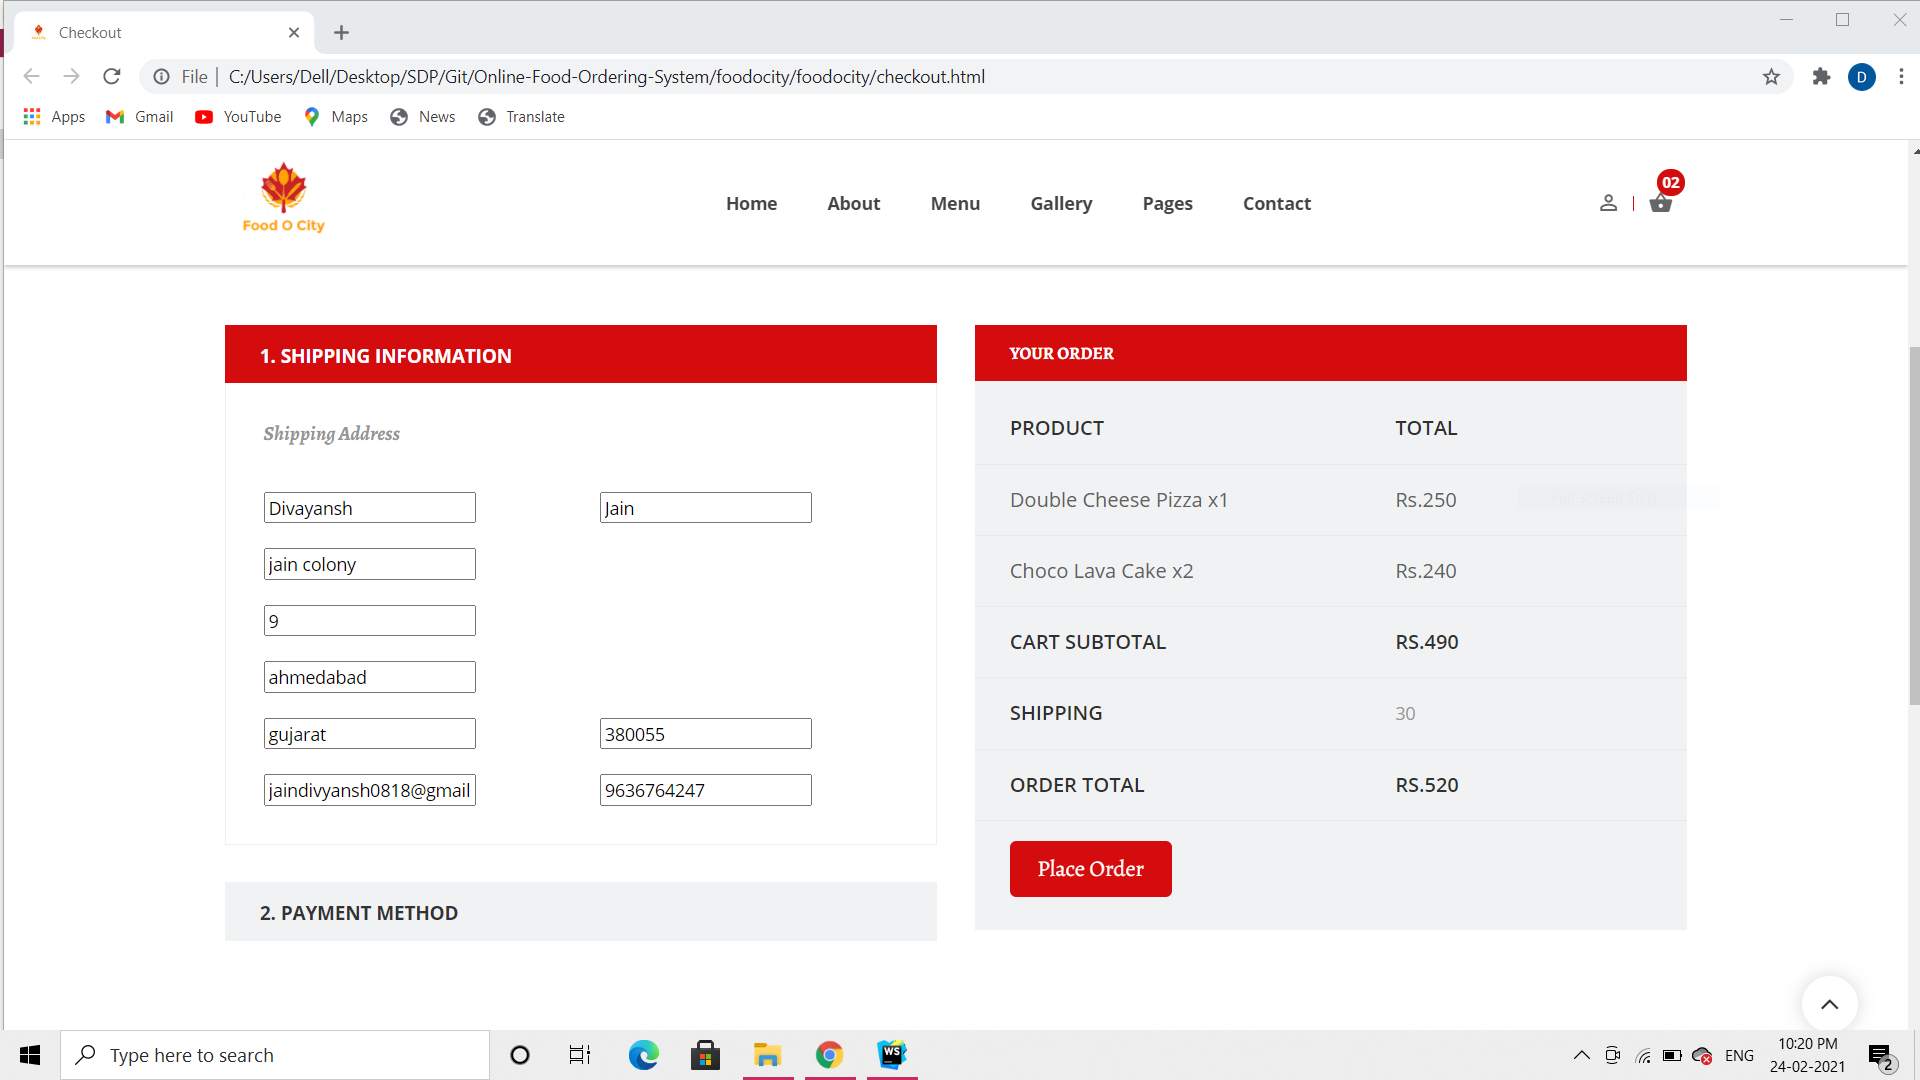 Checkout
File | C:/Users/Dell/Desktop/SDP/Git/Online-Food-Ordering-System/foodocity/foodocity/checkout.html
D
Apps Gmail YouTube Maps News Translate
Food O City
Home About Menu Gallery Pages Contact
02
1. SHIPPING INFORMATION
Shipping Address
Divayansh Jain
jain colony
9
ahmedabad
gujarat 380055
jaindivyansh0818@gmail 9636764247
2. PAYMENT METHOD
YOUR ORDER
PRODUCT TOTAL
Double Cheese Pizza x1 Rs.250
Choco Lava Cake x2 Rs.240
CART SUBTOTAL RS.490
SHIPPING 30
ORDER TOTAL RS.520
Place Order
Type here to search
WS
ENG
10:20 PM
24-02-2021
2